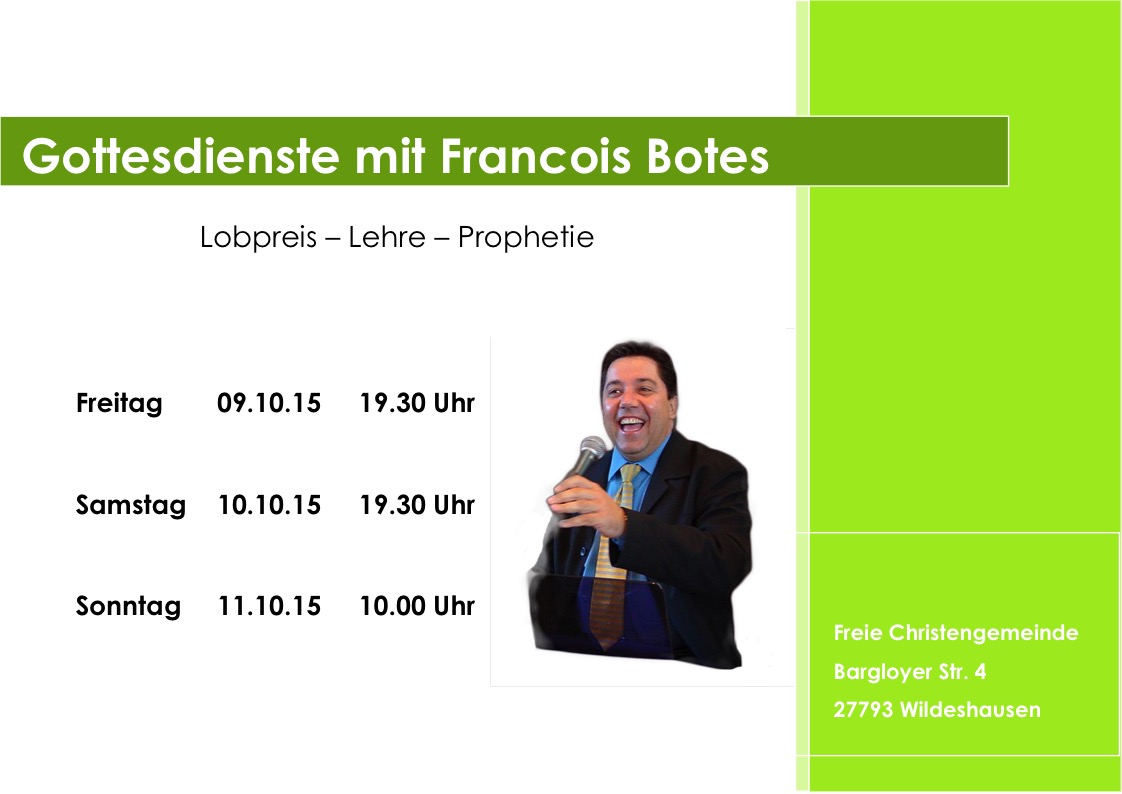 Gottesdienste mit Francois Botes
Lobpreis – Lehre – Prophetie
Freitag 09.10.15 19.30 Uhr
Samstag 10.10.15 19.30 Uhr
Sonntag 11.10.15 10.00 Uhr
Freie Christengemeinde
Bargloyer Str. 4
27793 Wildeshausen